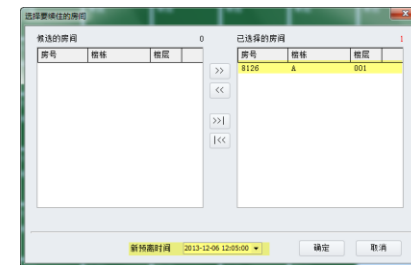 选择要续住的房间
候选的房间 0 已选择的房间 1
房号 楼栋 楼层 房号 楼栋 楼层
8126 A 001
>>
<<
>>|
|<<
新预离时间 2013-12-06 12:05:00 确定 取消